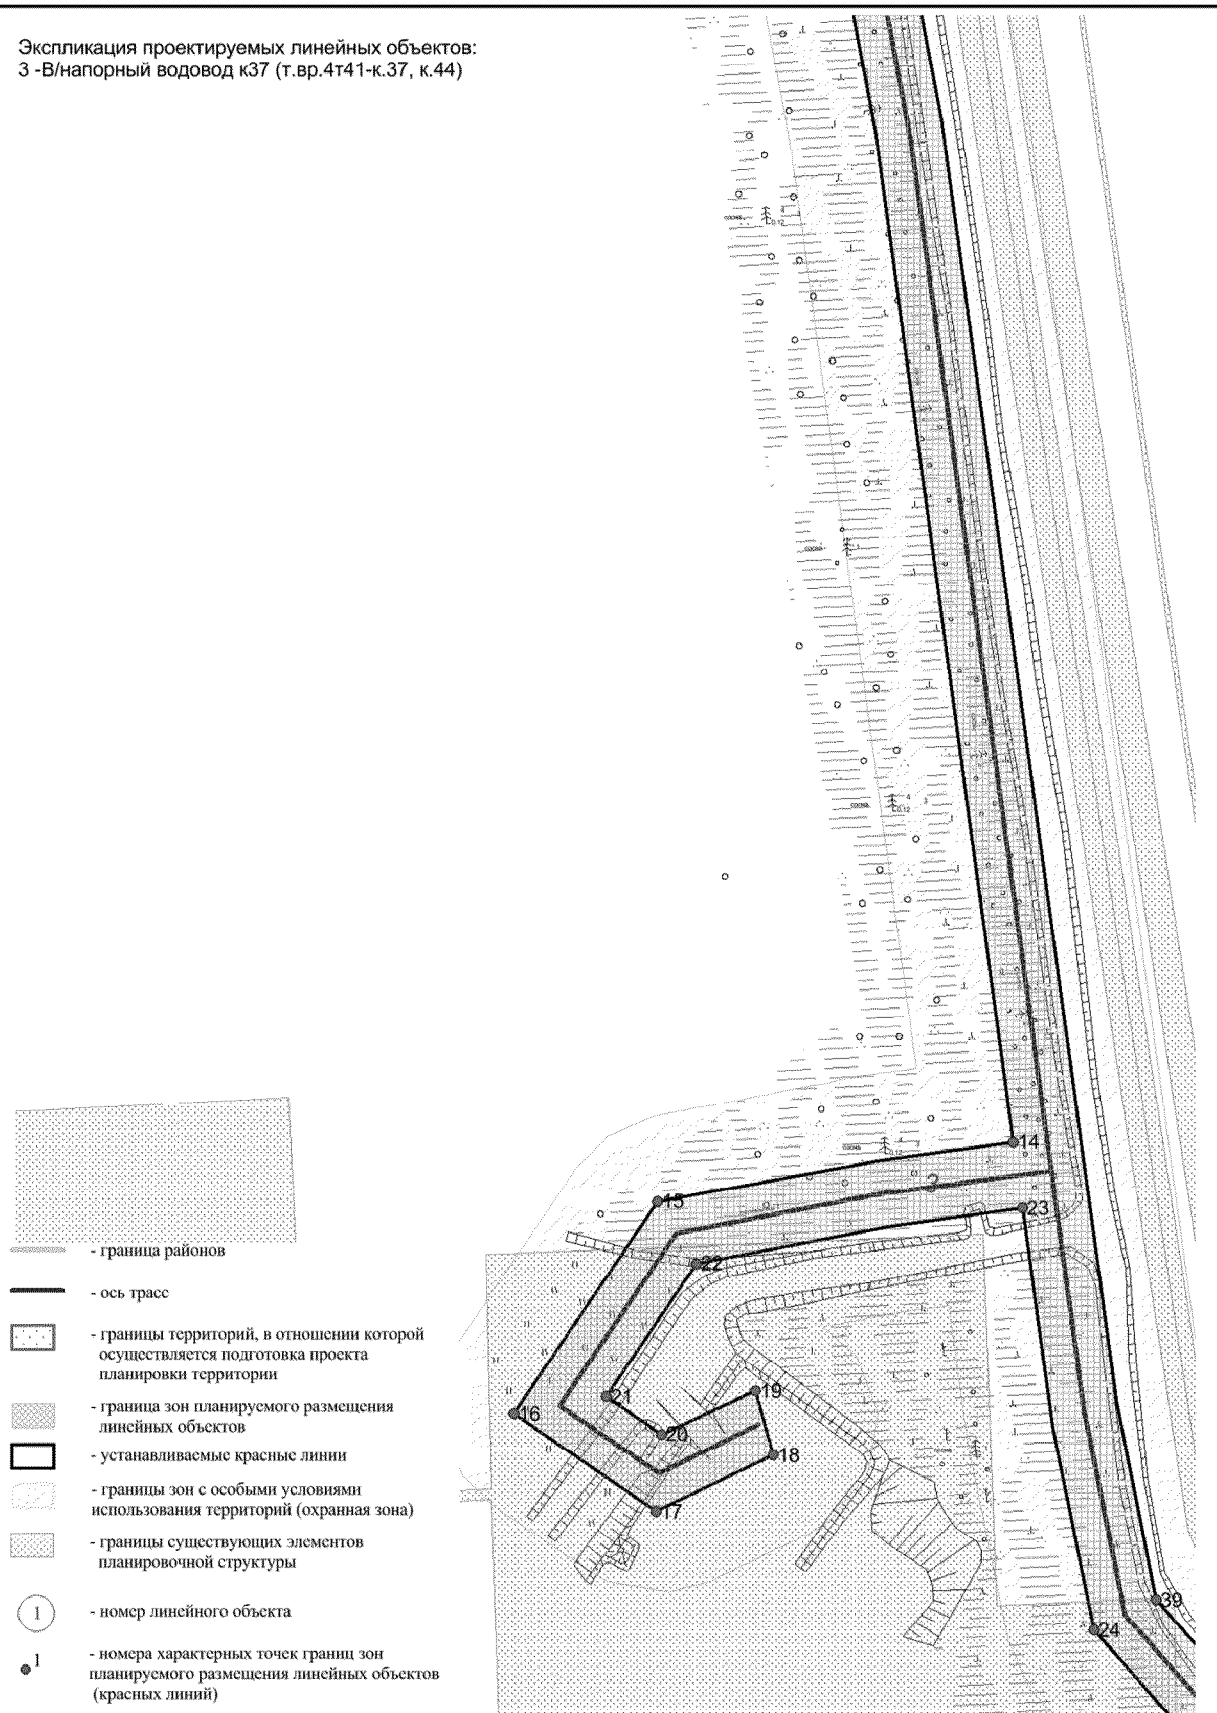 Экспликация проектируемых линейных объектов:
3 -В/напорный водовод к37 (т.вр.4т41-к.37, к.44)
14
15
3
23
22
21
16
19
20
18
17
39
24
- граница районов
- ось трасс
- границы территорий, в отношении которой
осуществляется подготовка проекта
планировки территории
- граница зон планируемого размещения
линейных объектов
- устанавливаемые красные линии
- границы зон с особыми условиями
использования территорий (охранная зона)
- границы существующих элементов
планировочной структуры
1
- номер линейного объекта
1
- номера характерных точек границ зон
планируемого размещения линейных объектов
(красных линий)